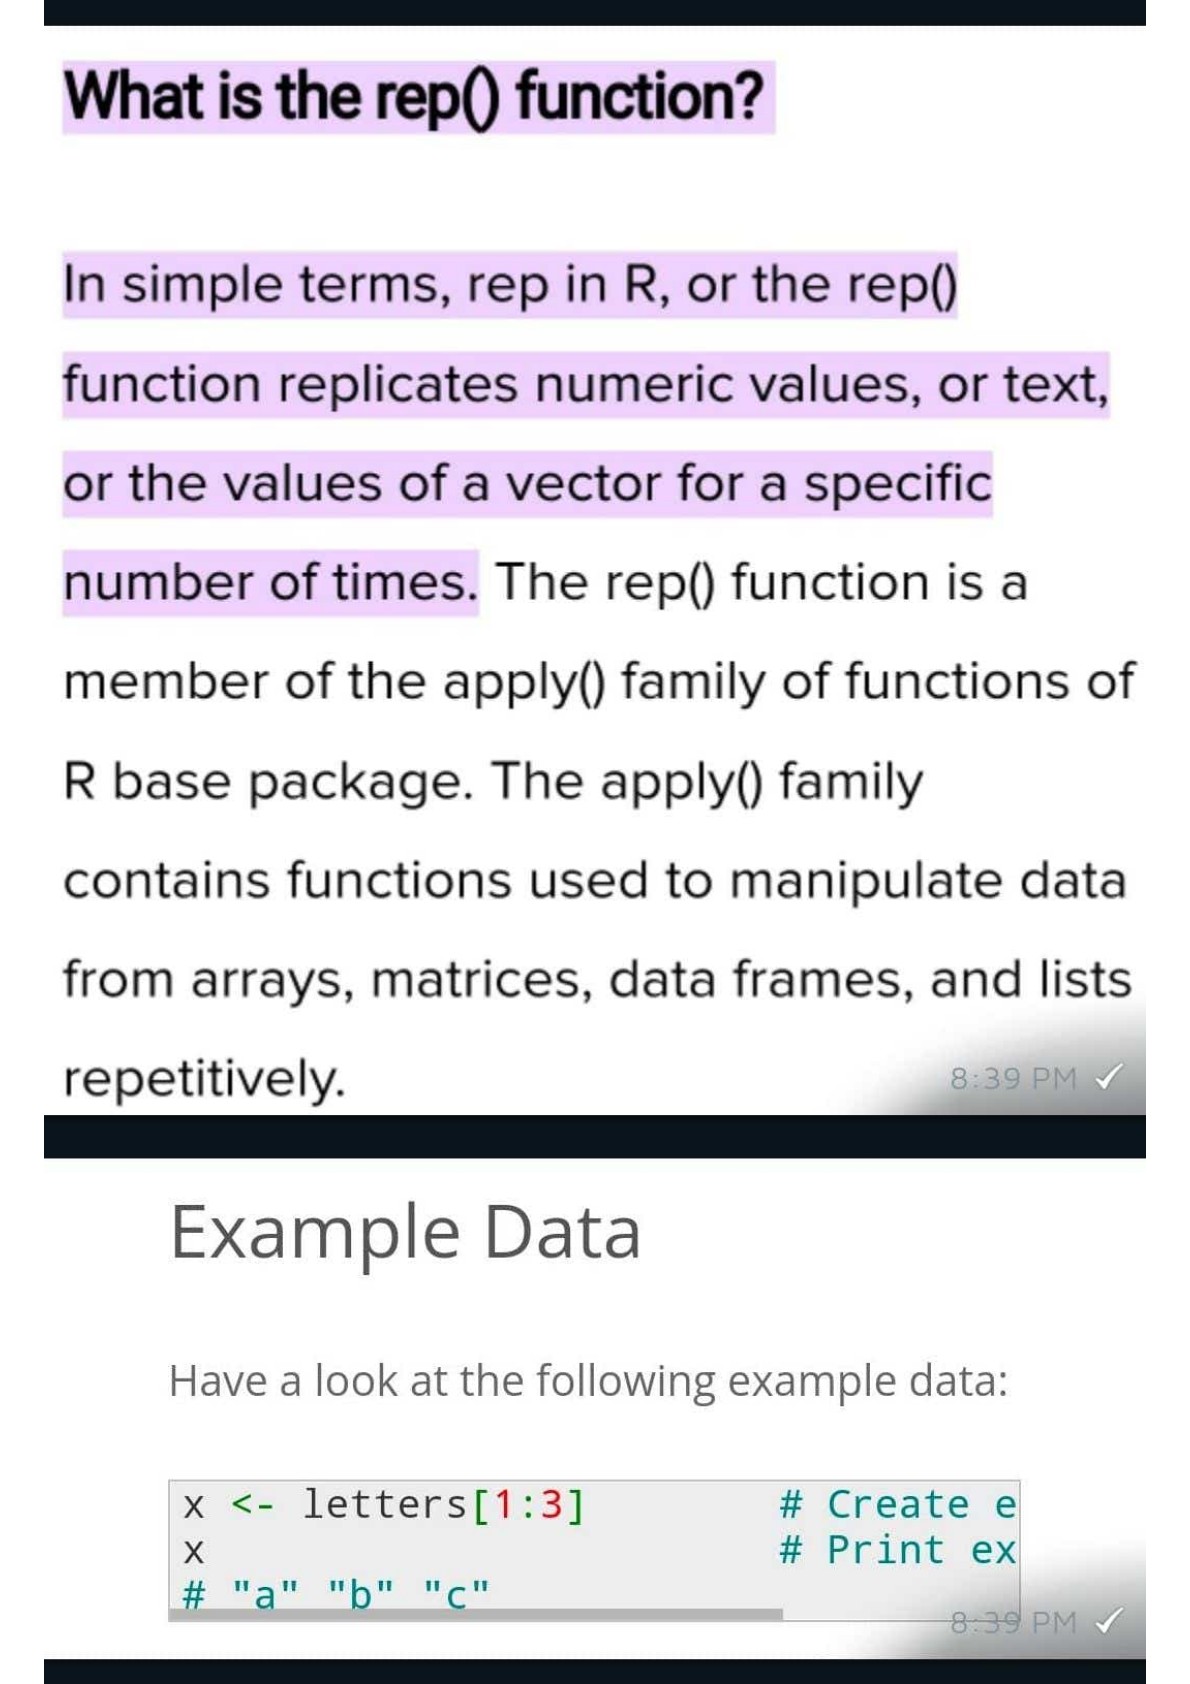 What is the rep() function?
In simple terms, rep in R, or the rep()
function replicates numeric values, or text,
or the values of a vector for a specific
number of times. The rep() function is a
member of the apply() family of functions of
R base package. The apply() family
contains functions used to manipulate data
from arrays, matrices, data frames, and lists
repetitively.
8:39 PM
Example Data
Have a look at the following example data:
x <- letters[1:3] # Create e
x # Print ex
# "a" "b" "c"
8:39 PM